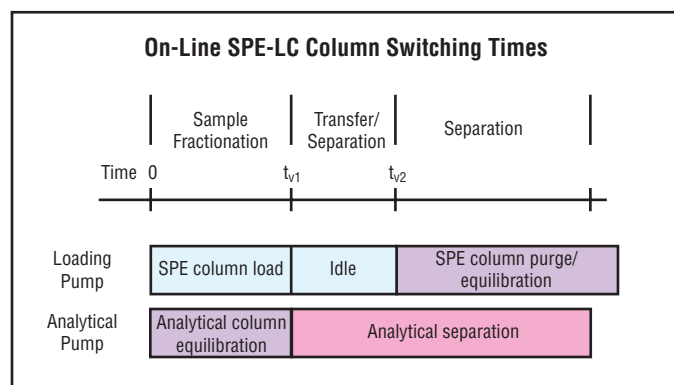 On-Line SPE-LC Column Switching Times
Sample
Fractionation
Transfer/
Separation
Separation
Time 0 tv1 tv2
Loading
Pump
SPE column load
Idle
SPE column purge/
equilibration
Analytical
Pump
Analytical column
equilibration
Analytical separation